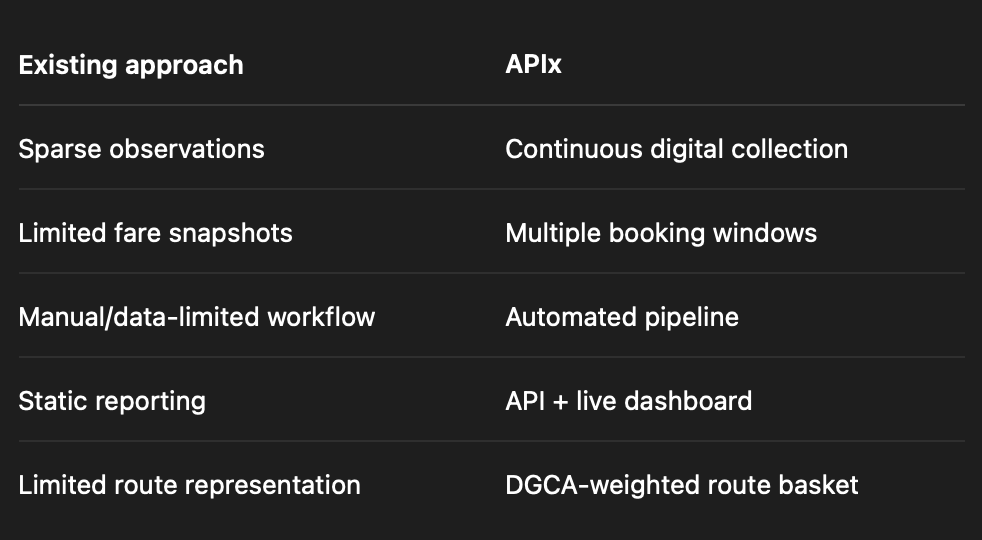 Existing approach APIx
Sparse observations Continuous digital collection
Limited fare snapshots Multiple booking windows
Manual/data-limited workflow Automated pipeline
Static reporting API + live dashboard
Limited route representation DGCA-weighted route basket